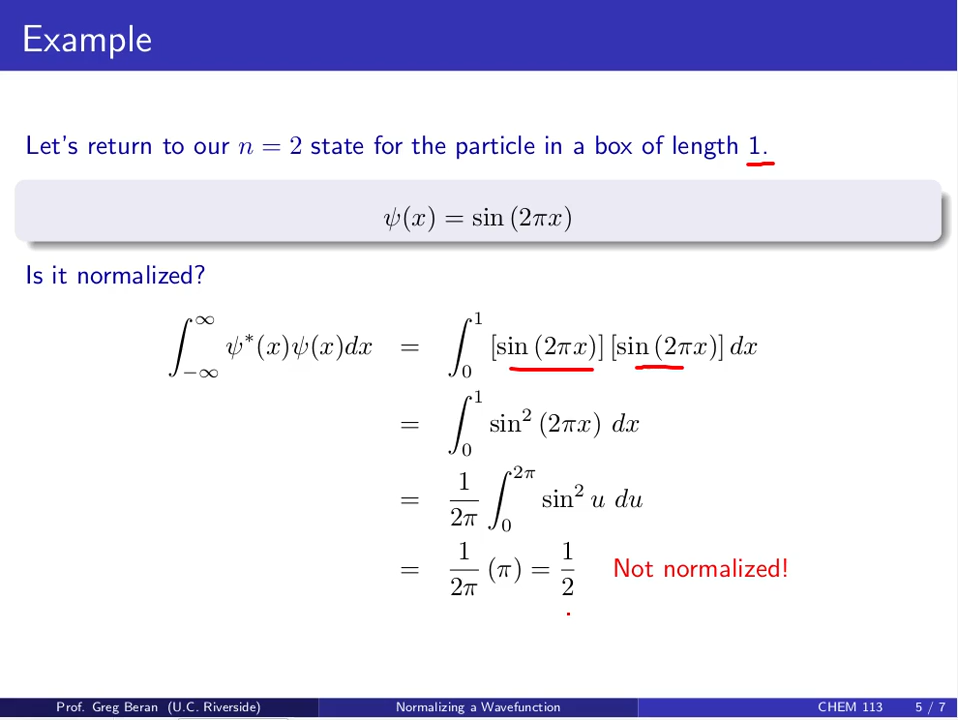 Example
Let's return to our n = 2 state for the particle in a box of length 1.
ψ(x) = sin (2πx)
Is it normalized?
∫_{−∞}^{∞} ψ*(x)ψ(x)dx = ∫_0^1 [sin (2πx)] [sin (2πx)] dx
= ∫_0^1 sin² (2πx) dx
= 1/2π ∫_0^{2π} sin² u du
= 1/2π (π) = 1/2 Not normalized!
Prof. Greg Beran (U.C. Riverside) Normalizing a Wavefunction CHEM 113 5 / 7